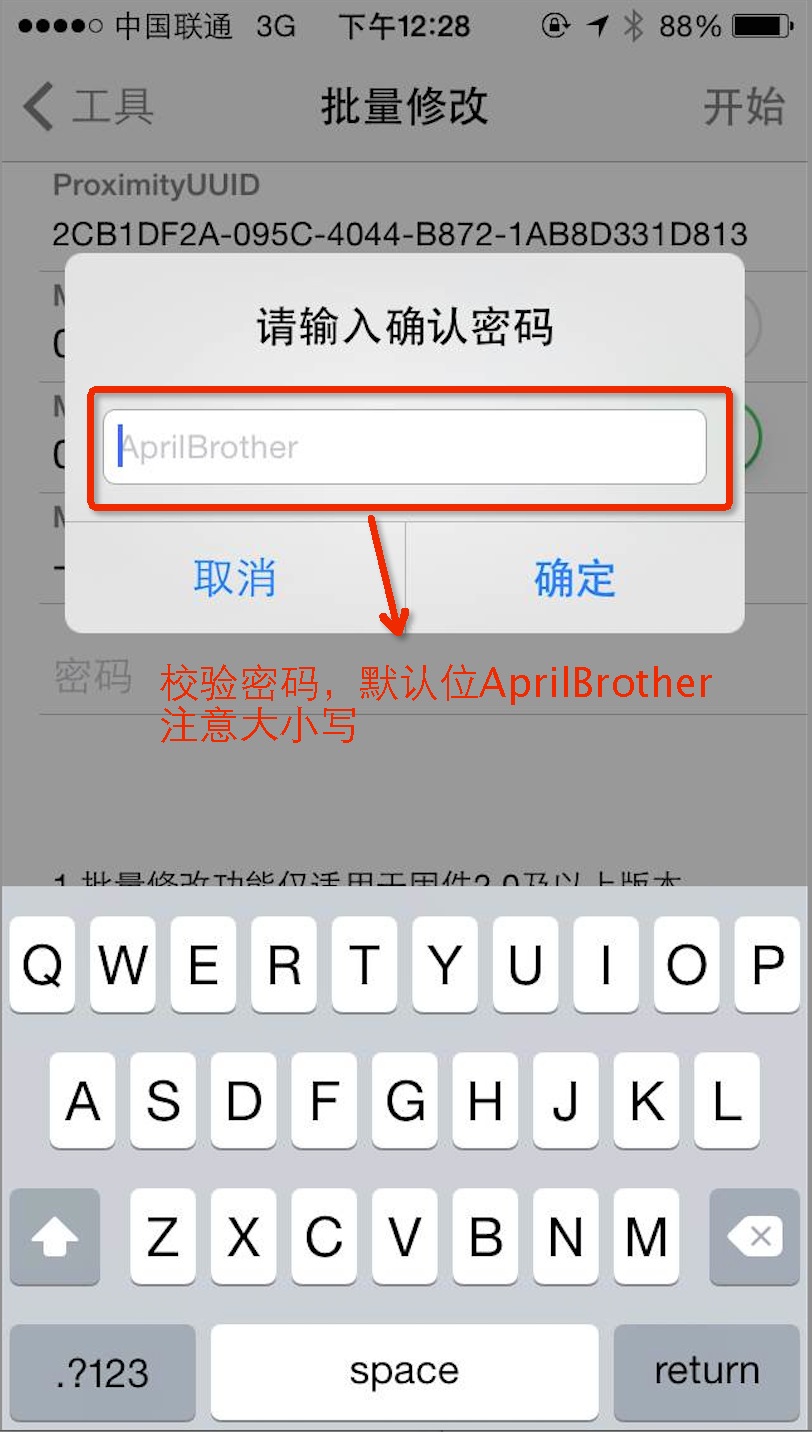 中国联通 3G 下午12:28 88%
工具 批量修改 开始
ProximityUUID
2CB1DF2A-095C-4044-B872-1AB8D331D813
请输入确认密码
AprilBrother
取消 确定
密码
校验密码，默认位AprilBrother
注意大小写
1.批量修改功能仅适用于固件2.0及以上版本
Q W E R T Y U I O P
A S D F G H J K L
Z X C V B N M
.?123 space return